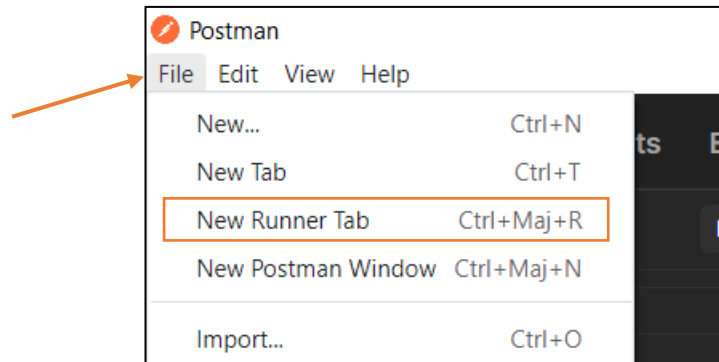 Postman
File Edit View Help
New... Ctrl+N
ts
New Tab Ctrl+T
New Runner Tab Ctrl+Maj+R
New Postman Window Ctrl+Maj+N
Import... Ctrl+O